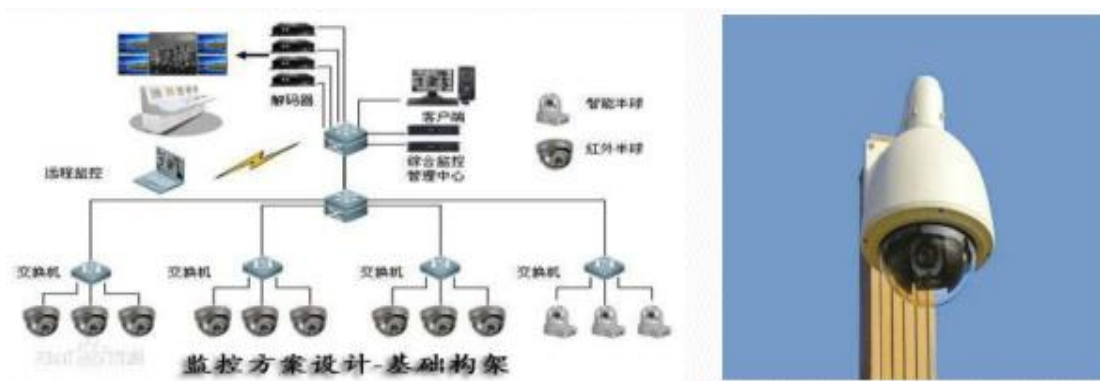 解码器
客户端
智能半球
综合监控
管理中心
红外半球
远程监控
交换机
交换机
交换机
交换机
监控方案设计-基础构架